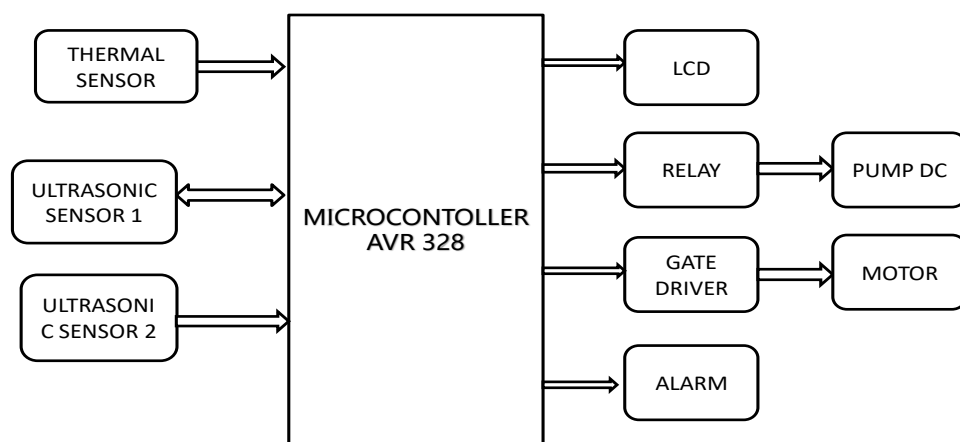 THERMAL
SENSOR
ULTRASONIC
SENSOR 1
ULTRASONI
C SENSOR 2
MICROCONTOLLER
AVR 328
LCD
RELAY
PUMP DC
GATE
DRIVER
MOTOR
ALARM